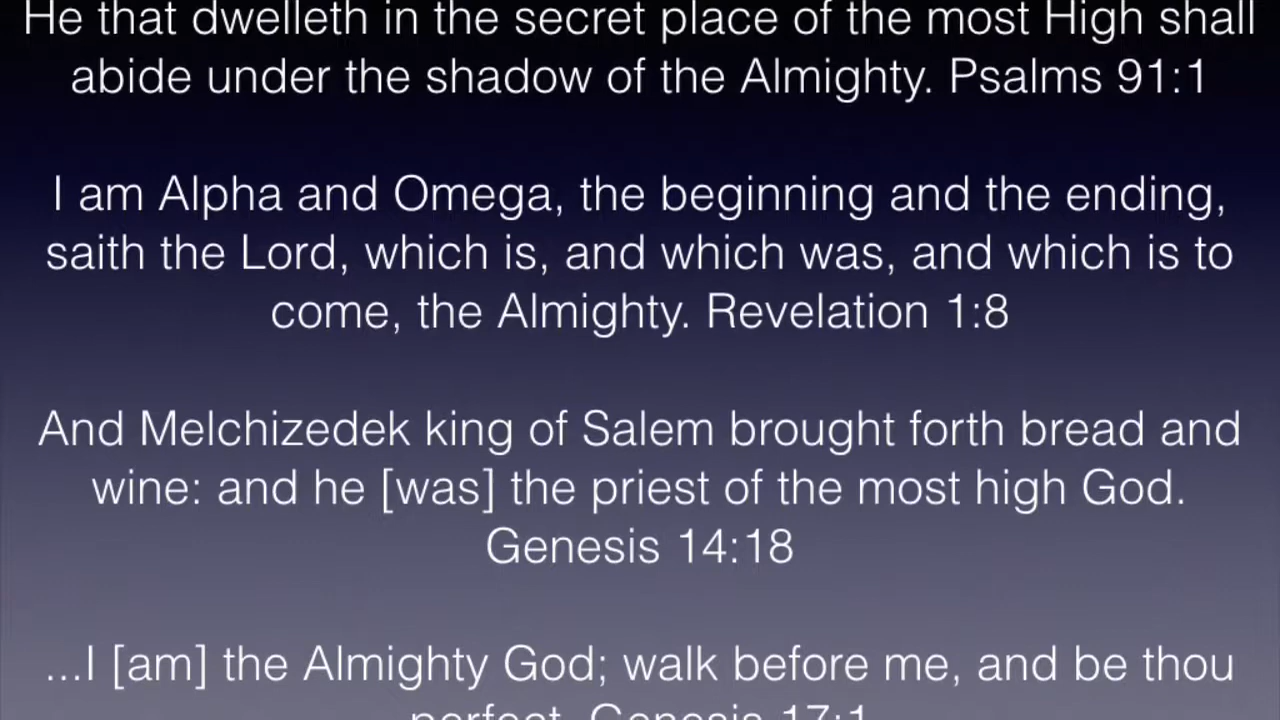 He that dwelleth in the secret place of the most High shall
abide under the shadow of the Almighty. Psalms 91:1
I am Alpha and Omega, the beginning and the ending,
saith the Lord, which is, and which was, and which is to
come, the Almighty. Revelation 1:8
And Melchizedek king of Salem brought forth bread and
wine: and he [was] the priest of the most high God.
Genesis 14:18
...I [am] the Almighty God; walk before me, and be thou
perfect. Genesis 17:1